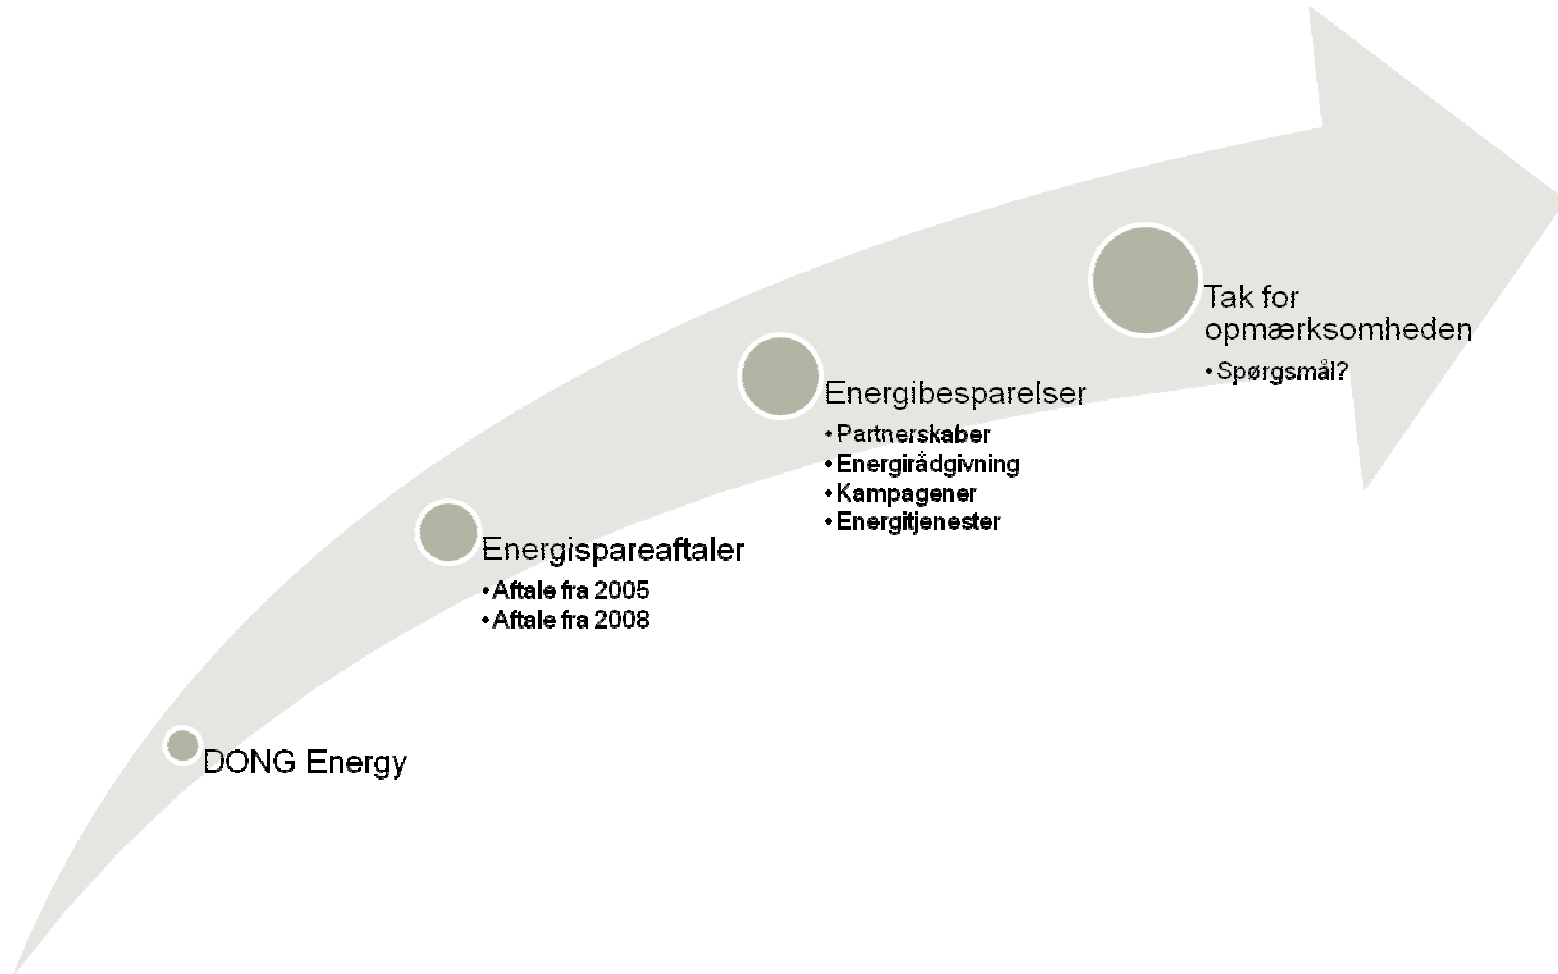 DONG Energy
Energispareaftaler
• Aftale fra 2005
• Aftale fra 2008
Energibesparelser
• Partnerskaber
• Energirådgivning
• Kampagener
• Energitjenester
Tak for
opmærksomheden
• Spørgsmål?